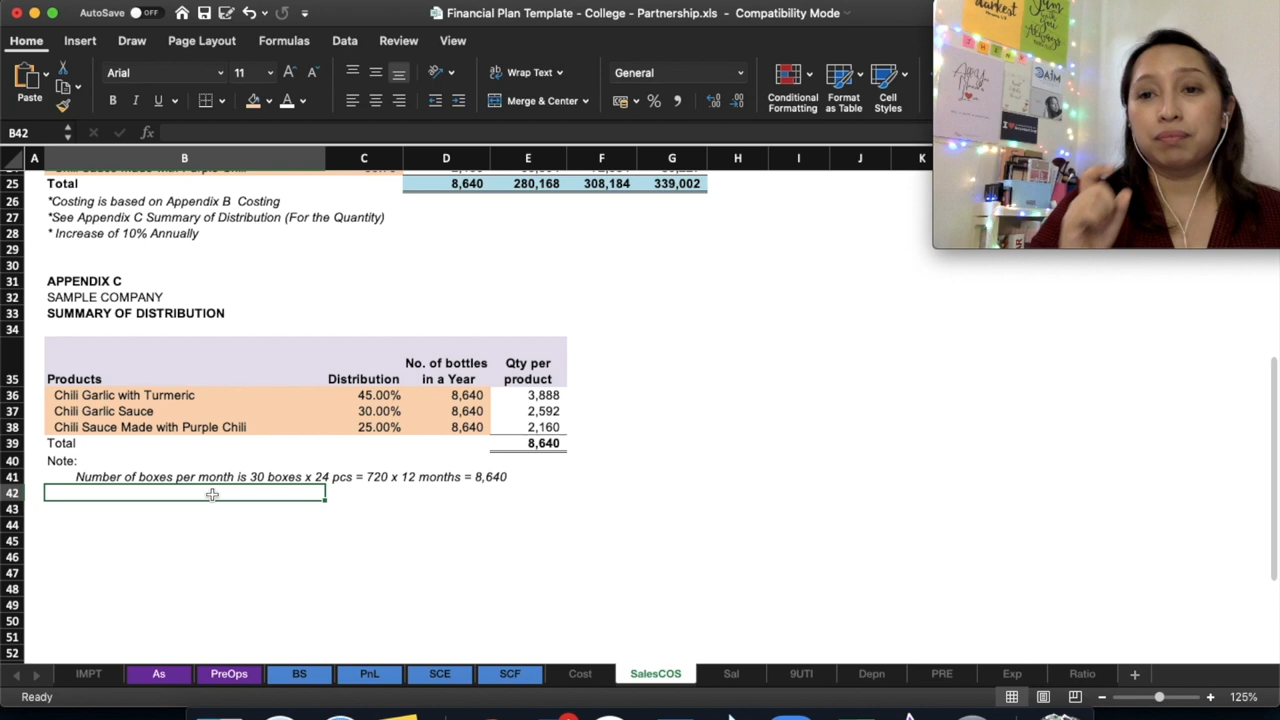 AutoSave OFF
Financial Plan Template - College - Partnership.xls - Compatibility Mode
Home Insert Draw Page Layout Formulas Data Review View
Paste
Arial 11
A A
B I U
Wrap Text
Merge & Center
General
%
Conditional Formatting
Format as Table
Cell Styles
B42 fx
A B C D E F G H I J K
25 Total 8,640 280,168 308,184 339,002
26 *Costing is based on Appendix B Costing
27 *See Appendix C Summary of Distribution (For the Quantity)
28 * Increase of 10% Annually
29
30
31 APPENDIX C
32 SAMPLE COMPANY
33 SUMMARY OF DISTRIBUTION
34
No. of bottles Qty per
35 Products Distribution in a Year product
36 Chili Garlic with Turmeric 45.00% 8,640 3,888
37 Chili Garlic Sauce 30.00% 8,640 2,592
38 Chili Sauce Made with Purple Chili 25.00% 8,640 2,160
39 Total 8,640
40 Note:
41 Number of boxes per month is 30 boxes x 24 pcs = 720 x 12 months = 8,640
42
43
44
45
46
47
48
49
50
51
52
IMPT As PreOps BS PnL SCE SCF Cost SalesCOS Sal 9UTI Depn PRE Exp Ratio
Ready 125%
darkest